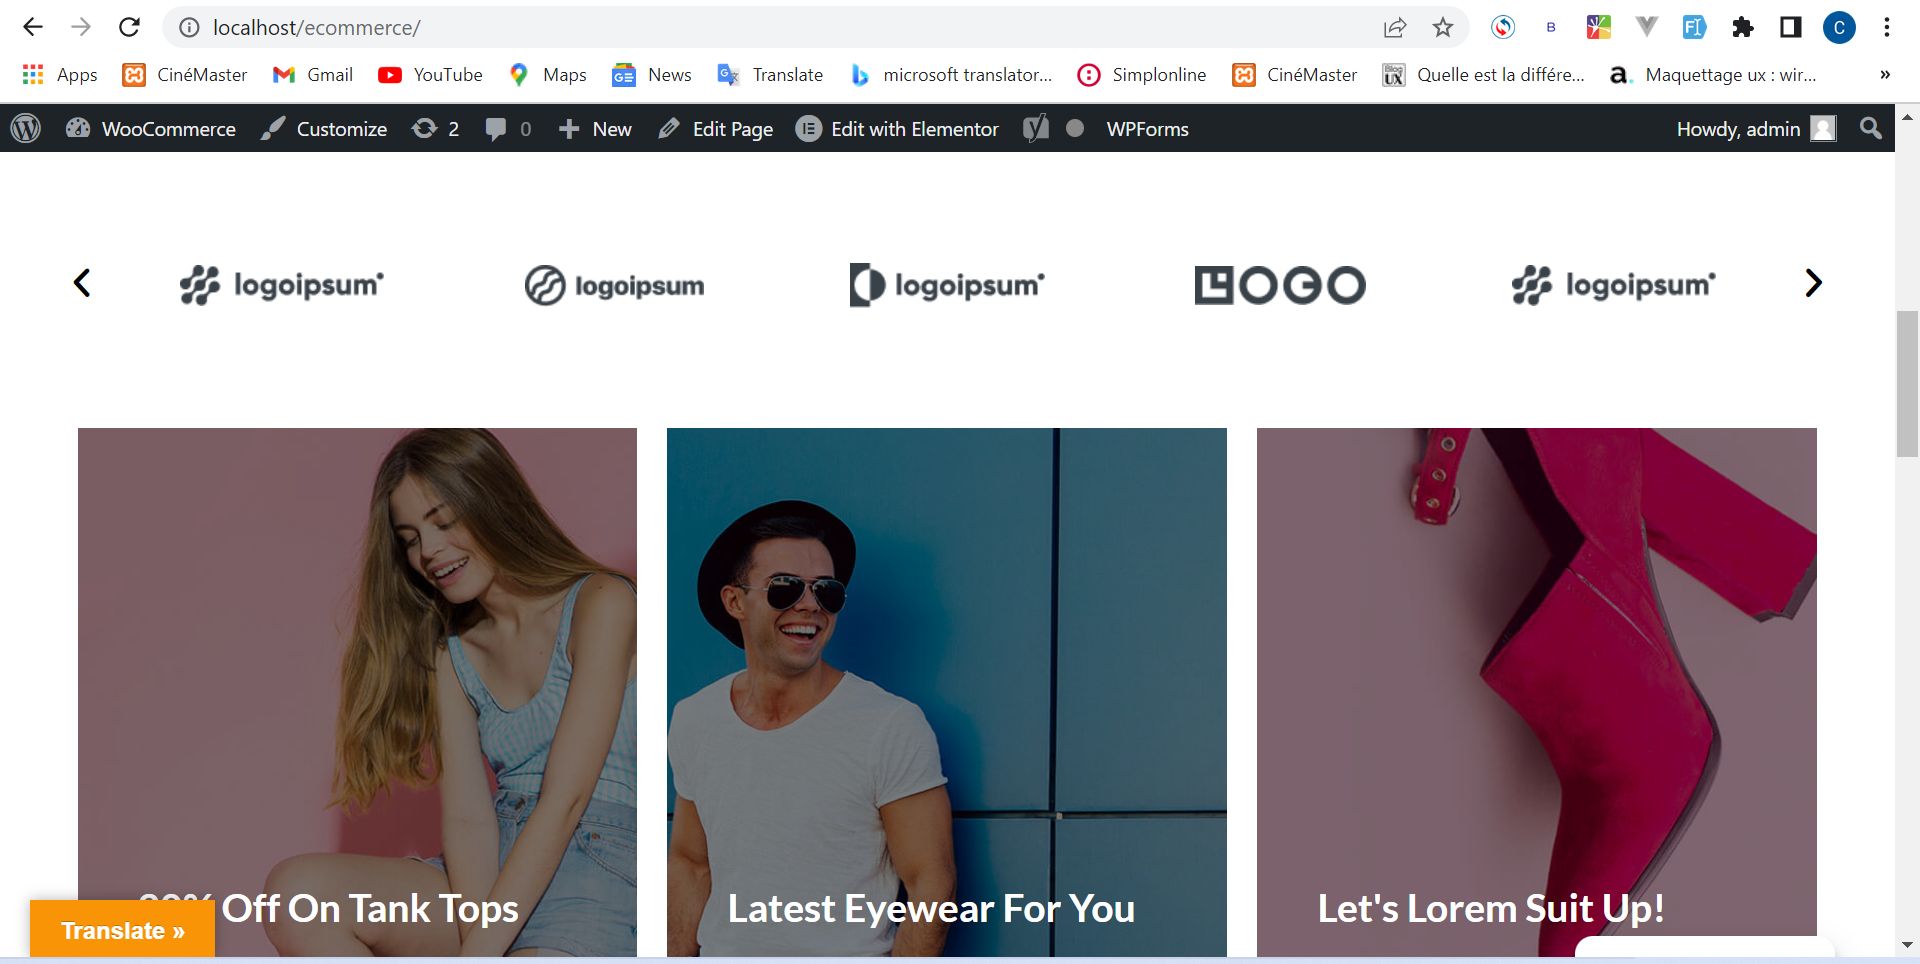 localhost/ecommerce/
B
C
Apps
CinéMaster
Gmail
YouTube
Maps
News
Translate
microsoft translator...
Simplonline
CinéMaster
Quelle est la différe...
a. Maquettage ux : wir...
»
WooCommerce
Customize
2
0
New
Edit Page
Edit with Elementor
WPForms
Howdy, admin
logoipsum
logoipsum
logoipsum
LOGO
logoipsum
Off On Tank Tops
Latest Eyewear For You
Let's Lorem Suit Up!
Translate »